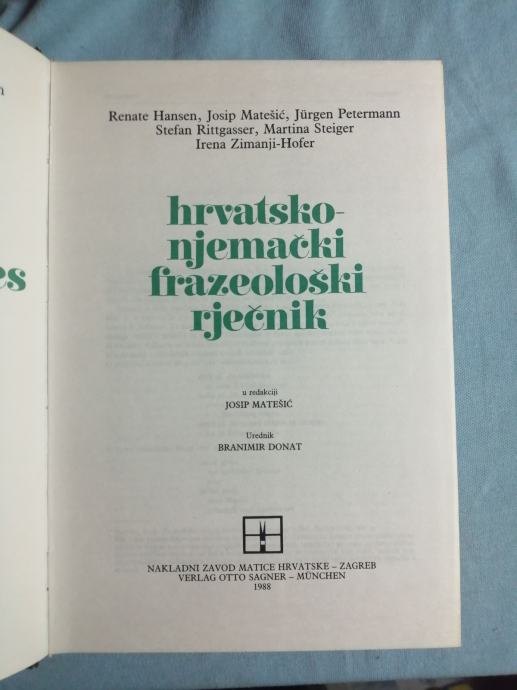 Renate Hansen, Josip Matešić, Jürgen Petermann
Stefan Rittgasser, Martina Steiger
Irena Zimanji-Hofer
hrvatsko-
njemački
frazeološki
rječnik
u redakciji
JOSIP MATEŠIĆ
Urednik
BRANIMIR DONAT
NAKLADNI ZAVOD MATICE HRVATSKE – ZAGREB
VERLAG OTTO SAGNER – MÜNCHEN
1988